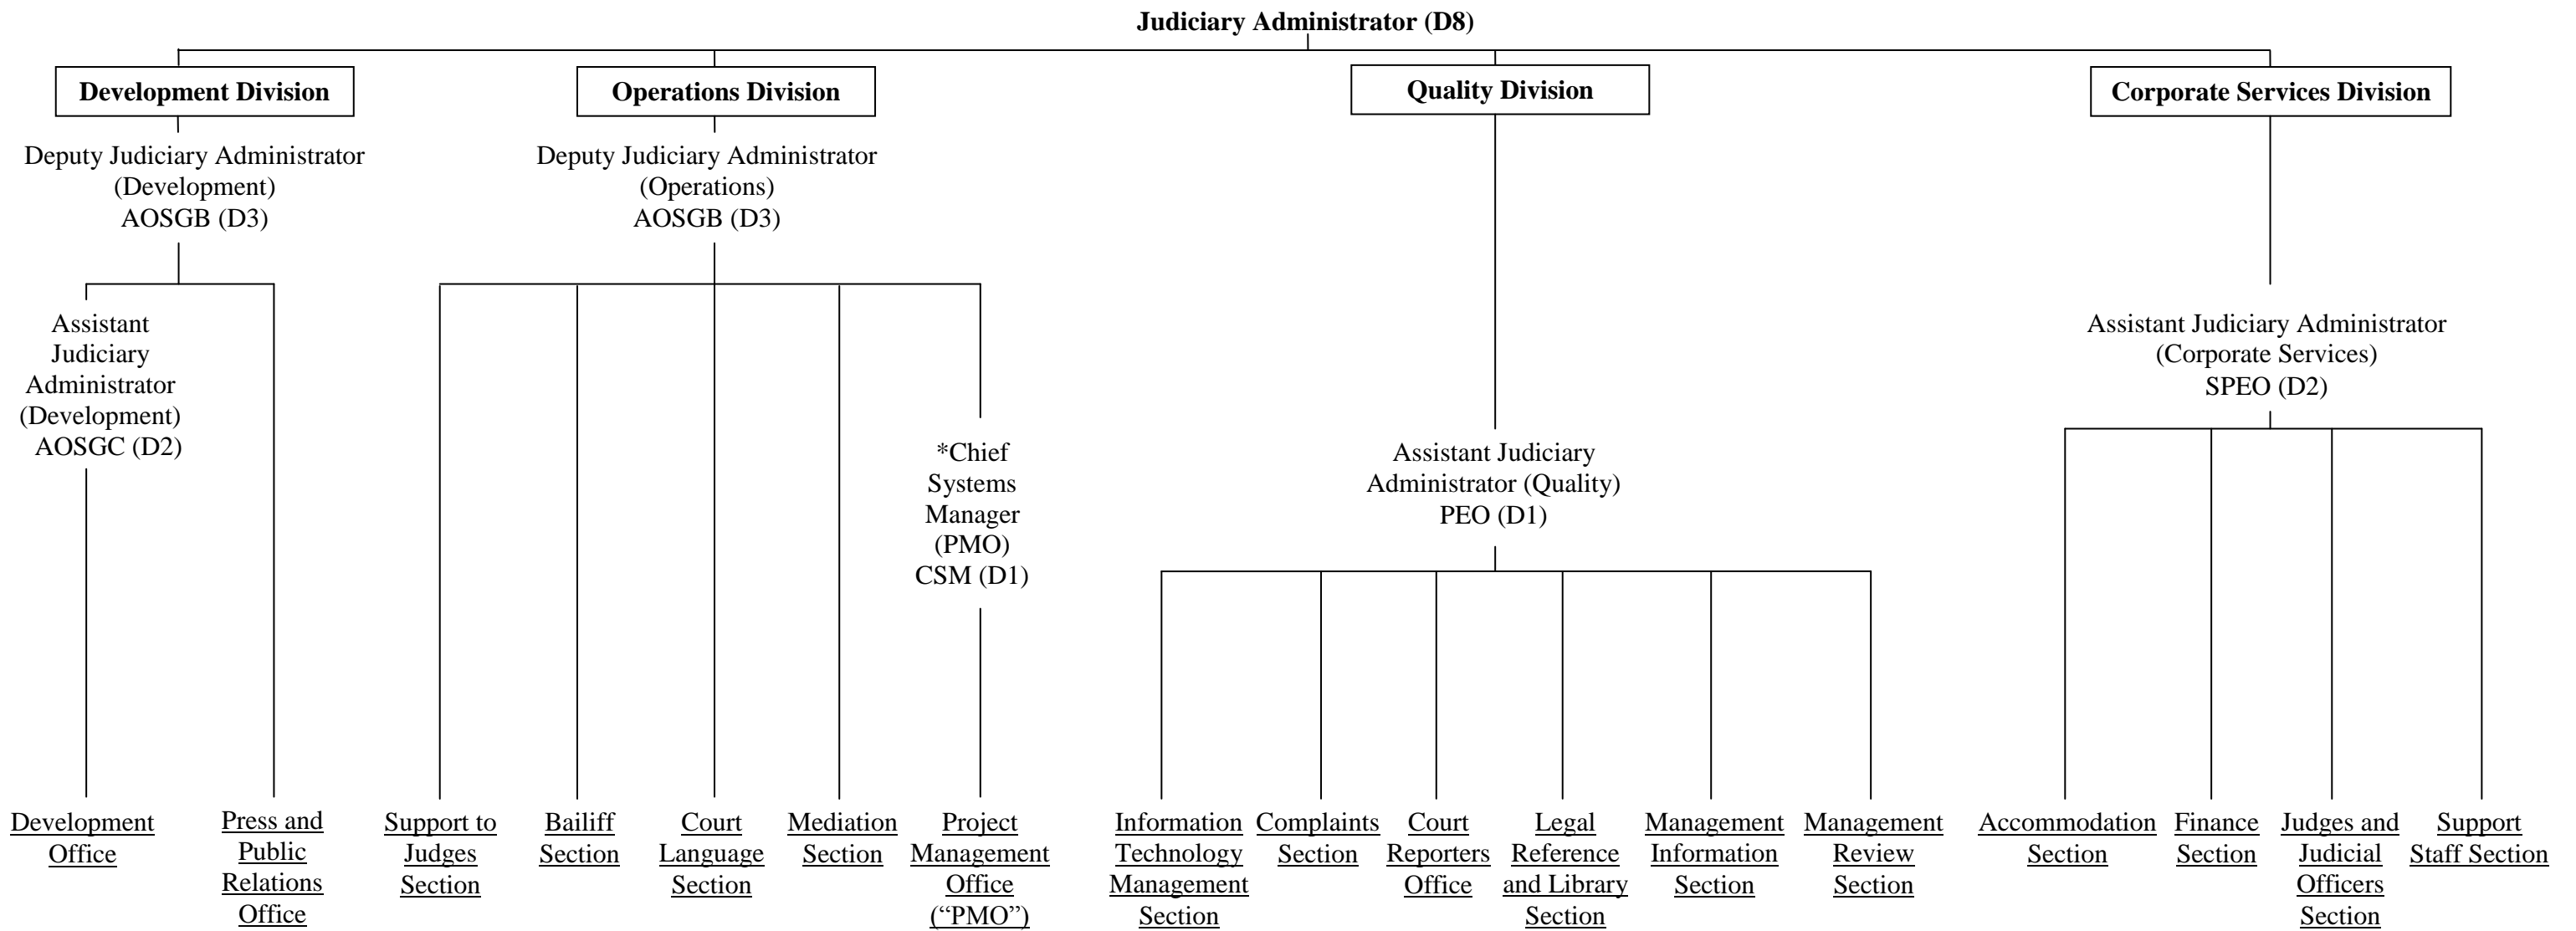 Judiciary Administrator (D8)
Development Division
Operations Division
Quality Division
Corporate Services Division
Deputy Judiciary Administrator
(Development)
AOSGB (D3)
Deputy Judiciary Administrator
(Operations)
AOSGB (D3)
Assistant
Judiciary
Administrator
(Development)
AOSGC (D2)
*Chief
Systems
Manager
(PMO)
CSM (D1)
Assistant Judiciary
Administrator (Quality)
PEO (D1)
Assistant Judiciary Administrator
(Corporate Services)
SPEO (D2)
Development
Office
Press and
Public
Relations
Office
Support to
Judges
Section
Bailiff
Section
Court
Language
Section
Mediation
Section
Project
Management
Office
(“PMO”)
Information
Technology
Management
Section
Complaints
Section
Court
Reporters
Office
Legal
Reference
and Library
Section
Management
Information
Section
Management
Review
Section
Accommodation
Section
Finance
Section
Judges and
Judicial
Officers
Section
Support
Staff Section